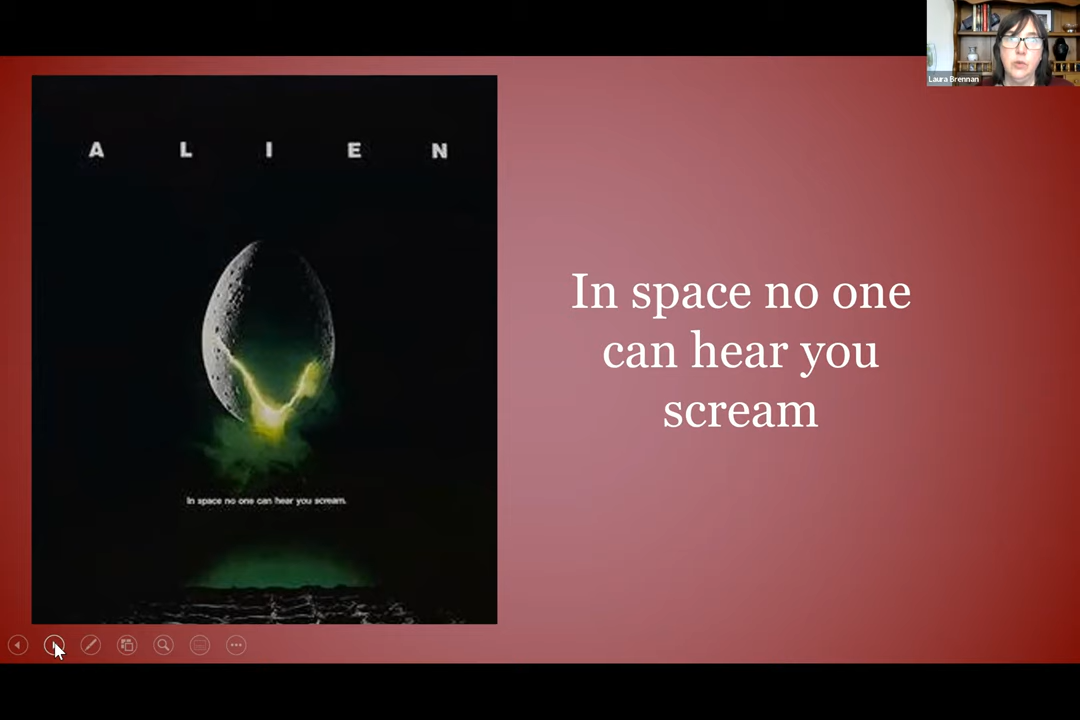 Laura Brennan
A L I E N
In space no one can hear you scream.
In space no one
can hear you
scream